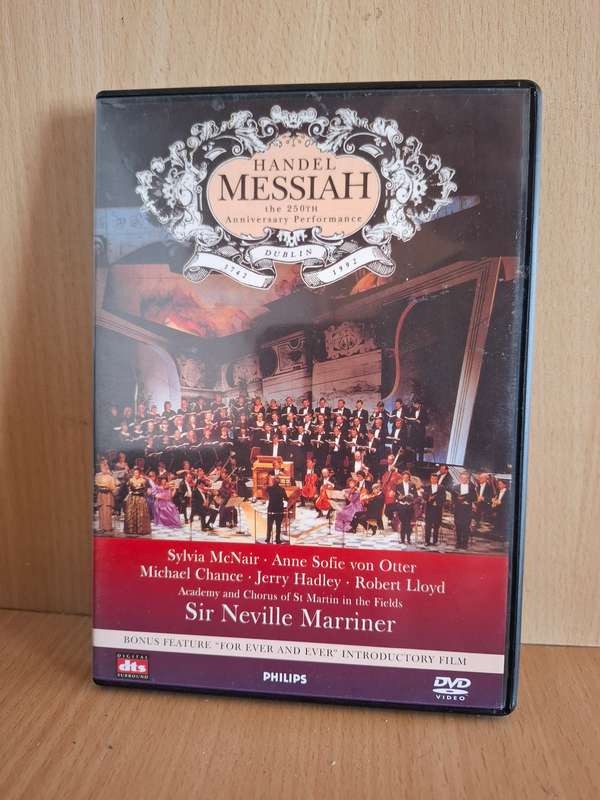 HANDEL
MESSIAH
the 250TH
Anniversary Performance
DUBLIN
1742 1992
Sylvia McNair · Anne Sofie von Otter
Michael Chance · Jerry Hadley · Robert Lloyd
Academy and Chorus of St Martin in the Fields
Sir Neville Marriner
BONUS FEATURE "FOR EVER AND EVER" INTRODUCTORY FILM
DIGITAL
dts
SURROUND
PHILIPS
DVD
VIDEO